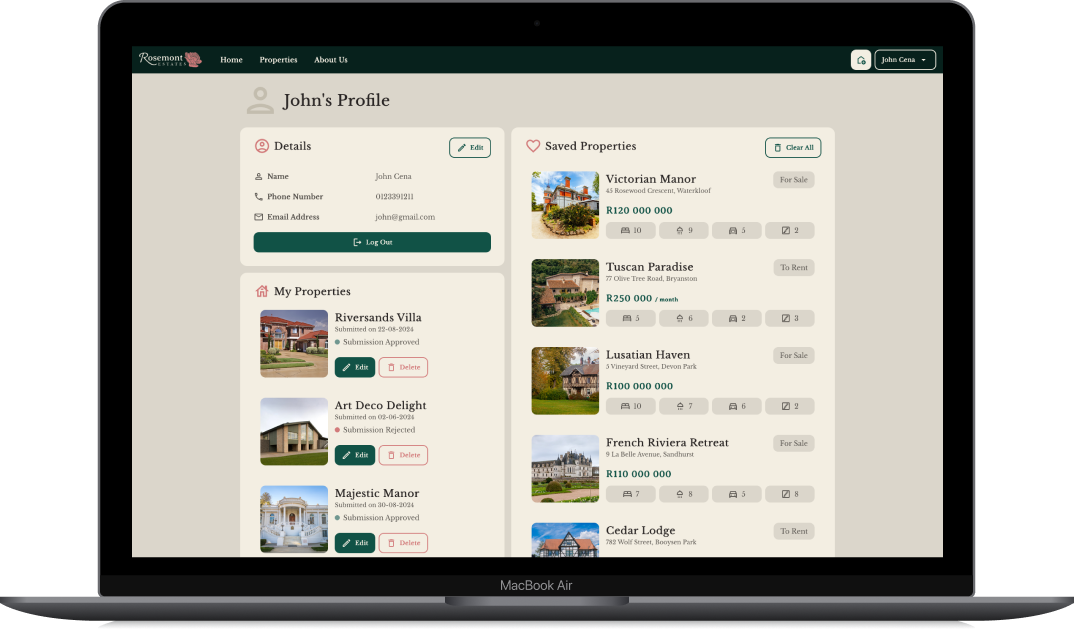 Rosemont
ESTATES
Home
Properties
About Us
John Cena
John's Profile
Details
Edit
Name
John Cena
Phone Number
0123391211
Email Address
john@gmail.com
Log Out
My Properties
Riversands Villa
Submitted on 22-08-2024
Submission Approved
Edit
Delete
Art Deco Delight
Submitted on 02-06-2024
Submission Rejected
Edit
Delete
Majestic Manor
Submitted on 30-08-2024
Submission Approved
Edit
Delete
Saved Properties
Clear All
Victorian Manor
For Sale
45 Rosewood Crescent, Waterkloof
R120 000 000
10
9
5
2
Tuscan Paradise
To Rent
77 Olive Tree Road, Bryanston
R250 000 / month
5
6
2
3
Lusatian Haven
For Sale
5 Vineyard Street, Devon Park
R100 000 000
10
7
6
2
French Riviera Retreat
For Sale
9 La Belle Avenue, Sandhurst
R110 000 000
7
8
5
8
Cedar Lodge
To Rent
782 Wolf Street, Booysen Park
MacBook Air